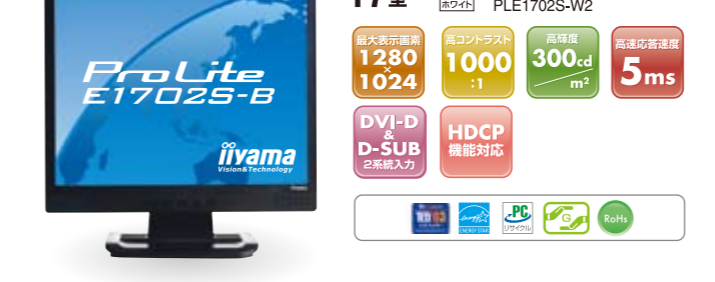 17型
ホワイト PLE1702S-W2
ProLite
E1702S-B
iiyama
Vision&Technology
最大表示画素
1280
×
1024
高コントラスト
1000
:1
高輝度
300cd
m²
高速応答速度
5ms
DVI-D
&
D-SUB
2系統入力
HDCP
機能対応
ENERGY STAR
PC
リサイクル
G
RoHs